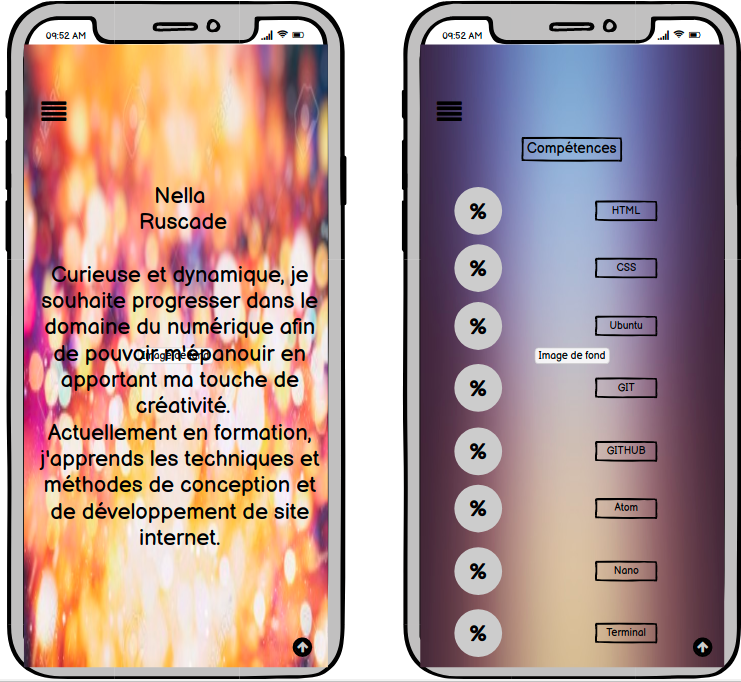 09:52 AM
Nella
Ruscade
Curieuse et dynamique, je
souhaite progresser dans le
domaine du numérique afin
de pouvoir m'épanouir en
Image de fond
apportant ma touche de
créativité.
Actuellement en formation,
j'apprends les techniques et
méthodes de conception et
de développement de site
internet.
09:52 AM
Compétences
% HTML
% CSS
% Ubuntu
Image de fond
% GIT
% GITHUB
% Atom
% Nano
% Terminal